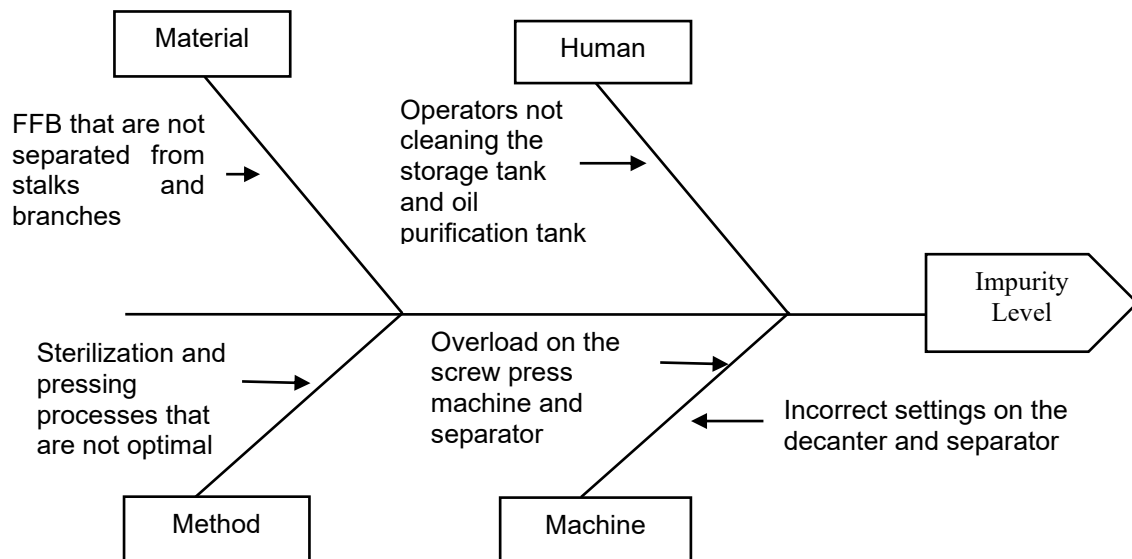 Material
Human
FFB that are not
separated from
stalks and
branches
Operators not
cleaning the
storage tank
and oil
purification tank
Impurity
Level
Sterilization and
pressing
processes that
are not optimal
Overload on the
screw press
machine and
separator
Incorrect settings on the
decanter and separator
Method
Machine